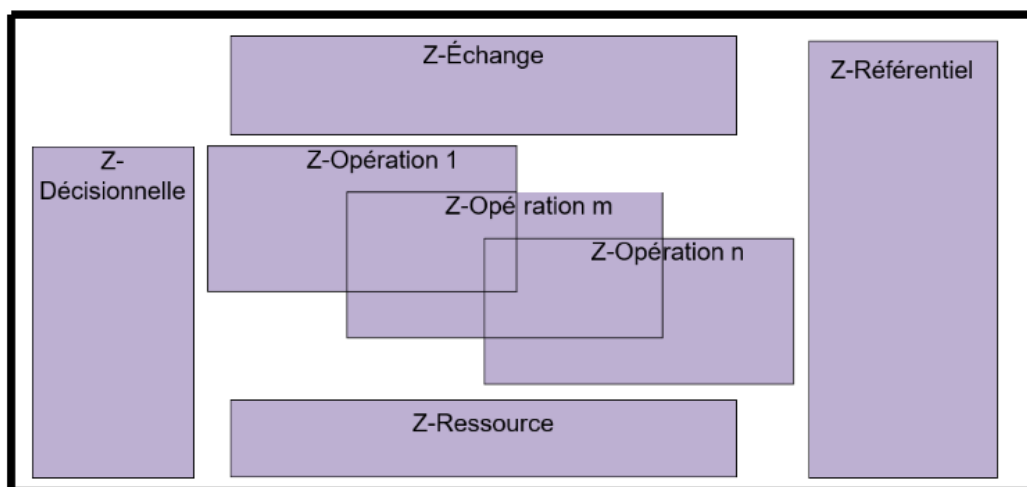 Z-Échange
Z-Référentiel
Z-
Décisionnelle
Z-Opération 1
Z-Opé ration m
Z-Opération n
Z-Ressource